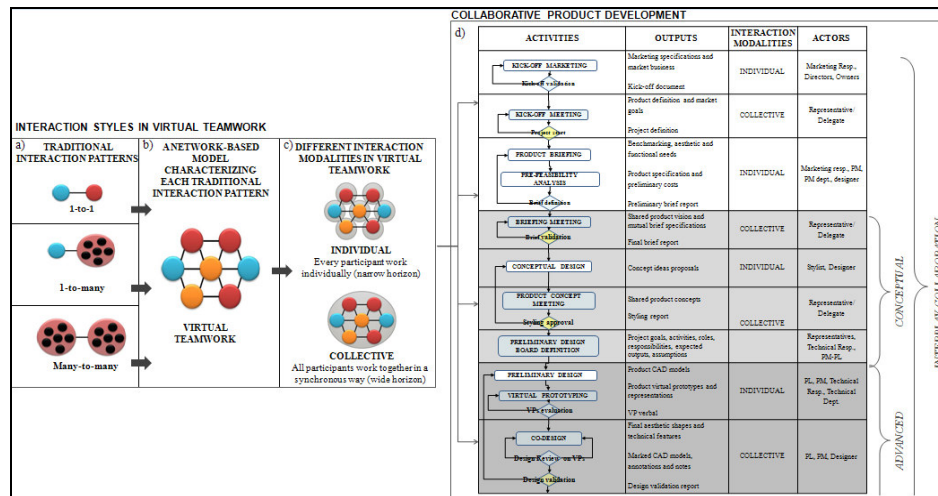 COLLABORATIVE PRODUCT DEVELOPMENT
INTERACTION STYLES IN VIRTUAL TEAMWORK
a)
TRADITIONAL
INTERACTION PATTERNS
1-to-1
1-to-many
Many-to-many
b)
A NETWORK-BASED
MODEL
CHARACTERIZING
EACH TRADITIONAL
INTERACTION PATTERN
VIRTUAL
TEAMWORK
c)
DIFFERENT INTERACTION
MODALITIES IN VIRTUAL
TEAMWORK
INDIVIDUAL
Every participant work
individually (narrow horizon)
COLLECTIVE
All participants work together in a
synchronous way (wide horizon)
d)
ACTIVITIES
OUTPUTS
INTERACTION
MODALITIES
ACTORS
KICK-OFF MARKETING
Kick-off validation
Marketing specifications and
market business
Kick-off document
INDIVIDUAL
Marketing Resp.,
Directors, Owners
KICK-OFF MEETING
Project start
Product definition and market
goals
Project definition
COLLECTIVE
Representative/
Delegate
PRODUCT BRIEFING
PRE-FEASIBILITY
ANALYSIS
Brief definition
Benchmarking, aesthetic and
functional needs
Product specification and
preliminary costs
Preliminary brief report
INDIVIDUAL
Marketing resp., PM,
PM dept., designer
BRIEFING MEETING
Brief validation
Shared product vision and
mutual brief specifications
Final brief report
COLLECTIVE
Representative/
Delegate
CONCEPTUAL DESIGN
Concept ideas proposals
INDIVIDUAL
Stylist, Designer
PRODUCT CONCEPT
MEETING
Styling approval
Shared product concepts
Styling report
COLLECTIVE
Representative/
Delegate
PRELIMINARY DESIGN
BOARD DEFINITION
Project goals, activities, roles,
responsibilities, expected
outputs, assumptions
Representatives,
Technical Resp.,
PM-PL
PRELIMINARY DESIGN
VIRTUAL PROTOTYPING
VPs evaluation
Product CAD models
Product virtual prototypes and
representations
VP verbal
INDIVIDUAL
PL, PM, Technical
Resp., Technical
Dept.
CO-DESIGN
Design Review on VPs
Design validation
Final aesthetic shapes and
technical features
Marked CAD models,
annotations and notes
Design validation report
COLLECTIVE
PL, PM, Designer
CONCEPTUAL
ADVANCED